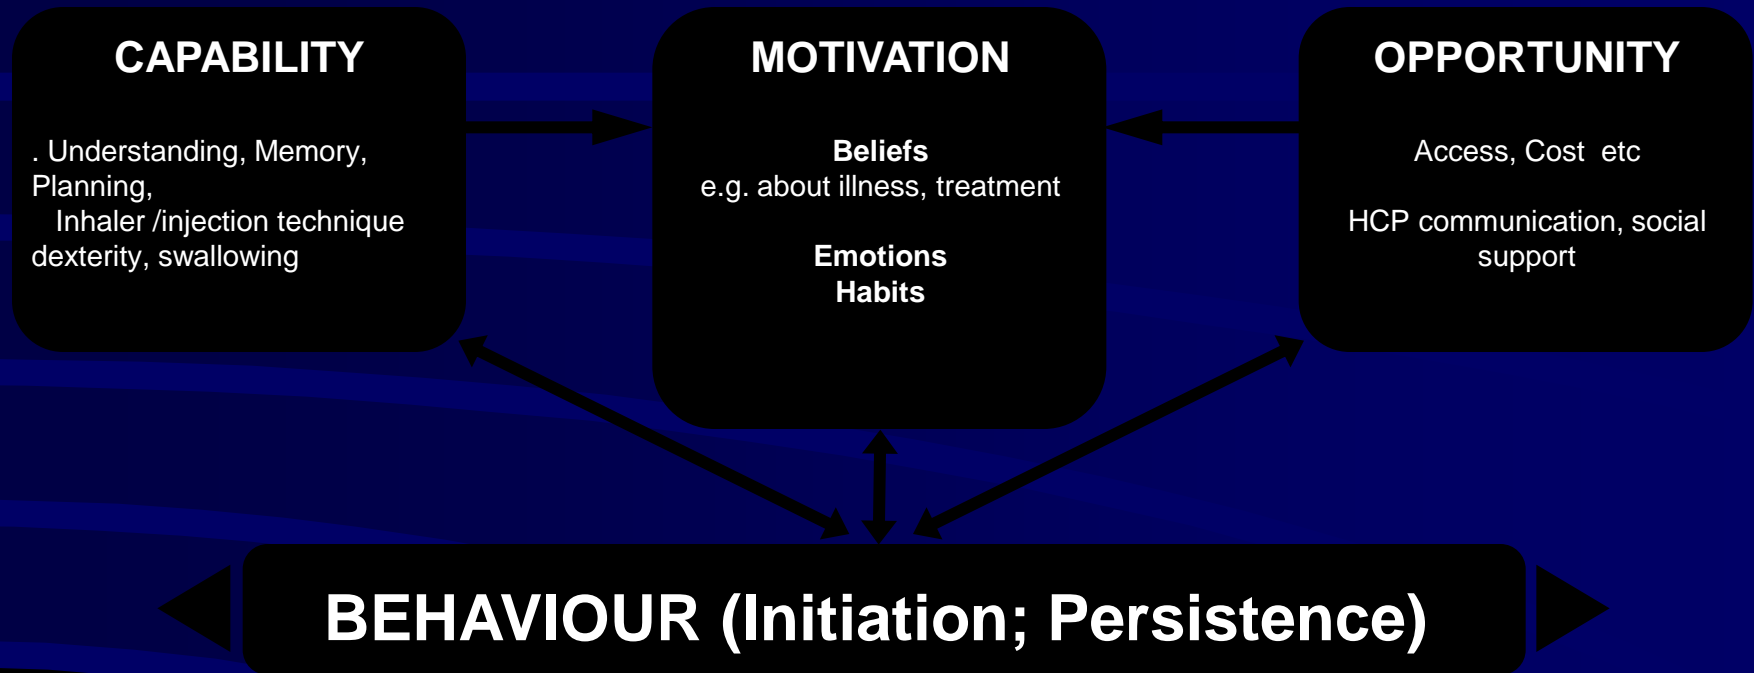 CAPABILITY
. Understanding, Memory,
Planning,
Inhaler /injection technique
dexterity, swallowing
MOTIVATION
Beliefs
e.g. about illness, treatment
Emotions
Habits
OPPORTUNITY
Access, Cost etc
HCP communication, social
support
BEHAVIOUR (Initiation; Persistence)